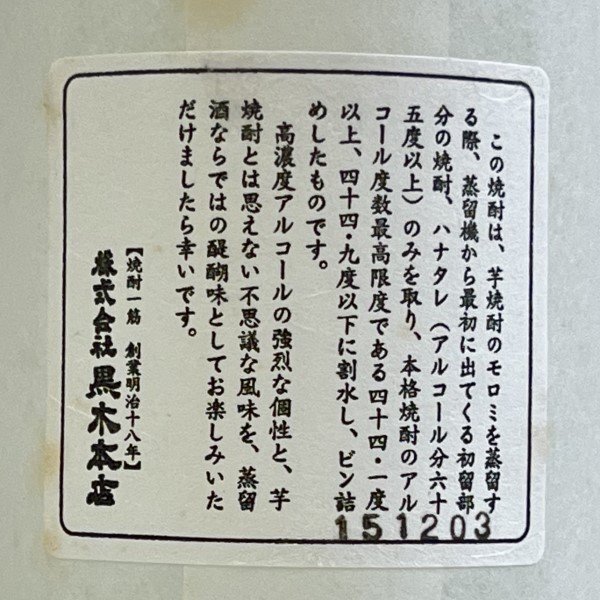 この焼酎は、芋焼酎のモロミを蒸留す
る際、蒸留機から最初に出てくる初留部
分の焼酎、ハナタレ（アルコール分六十
五度以上）のみを取り、本格焼酎のアル
コール度数最高限度である四十四・一度
以上、四十四・九度以下に割水し、ビン詰
めしたものです。
高濃度アルコールの強烈な個性と、芋
焼酎とは思えない不思議な風味を、蒸留
酒ならではの醍醐味としてお楽しみいた
だけましたら幸いです。
【焼酎一筋 創業明治十八年】
株式会社 黒木本店
151203